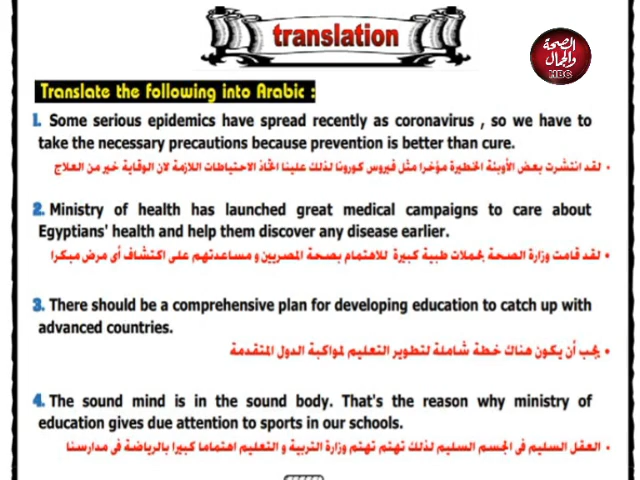 translation
الصحة
والجمال
HBC
Translate the following into Arabic :
1. Some serious epidemics have spread recently as coronavirus , so we have to
take the necessary precautions because prevention is better than cure.
• لقد انتشرت بعض الأوبئة الخطيرة مؤخرا مثل فيروس كورونا لذلك علينا اتخاذ الاحتياطات اللازمة لان الوقاية خير من العلاج
2. Ministry of health has launched great medical campaigns to care about
Egyptians' health and help them discover any disease earlier.
• لقد قامت وزارة الصحة بحملات طبية كبيرة للاهتمام بصحة المصريين و مساعدتهم على اكتشاف أى مرض مبكرا
3. There should be a comprehensive plan for developing education to catch up with
advanced countries.
• يجب أن يكون هناك خطة شاملة لتطوير التعليم لمواكبة الدول المتقدمة
4. The sound mind is in the sound body. That's the reason why ministry of
education gives due attention to sports in our schools.
• العقل السليم فى الجسم السليم لذلك تهتم تهتم وزارة التربية و التعليم اهتماما كبيرا بالرياضة فى مدارسنا